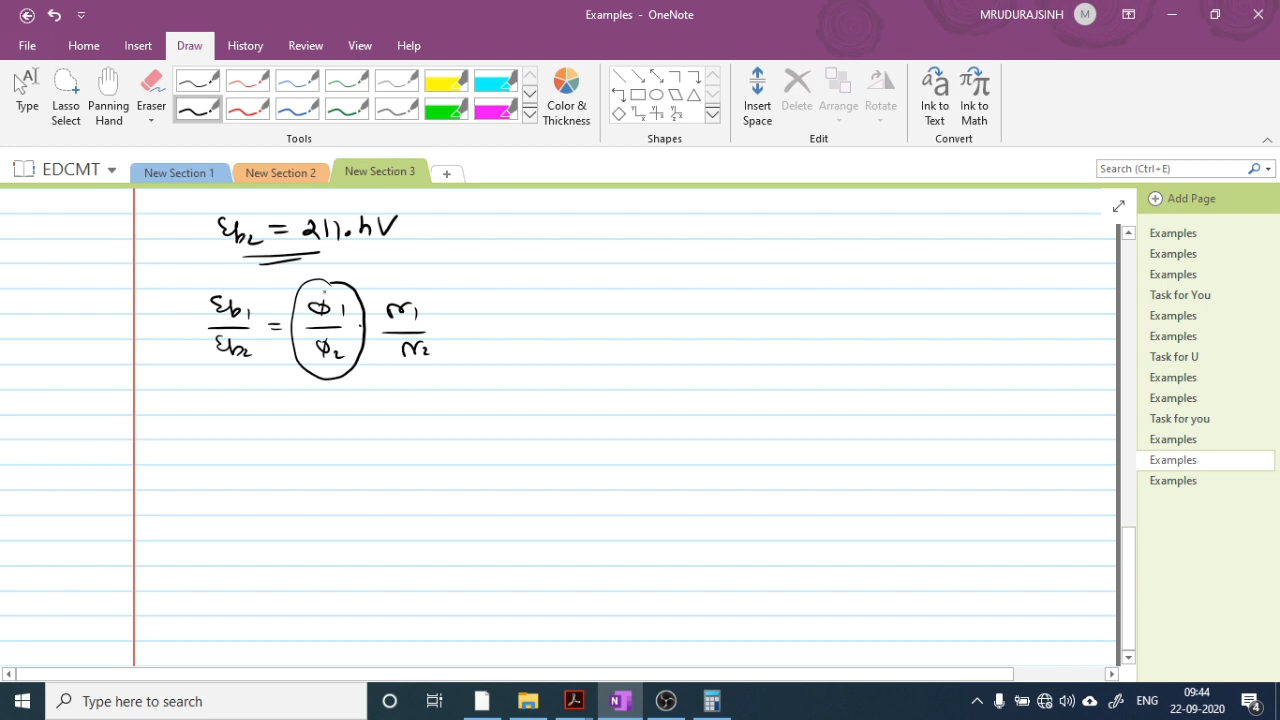 Examples - OneNote
MRUDURAJSINH M
File Home Insert Draw History Review View Help
Type
Lasso Select
Panning Hand
Eraser
Color & Thickness
Insert Space
Delete
Arrange
Rotate
Ink to Text
Ink to Math
Tools
Shapes
Edit
Convert
EDCMT
New Section 1
New Section 2
New Section 3
Search (Ctrl+E)
Add Page
Examples
Examples
Examples
Task for You
Examples
Examples
Task for U
Examples
Examples
Task for you
Examples
Examples
Examples
Eb2 =
Eb1 / Eb2 = ϕ1 / ϕ2 . N1 / N2
Type here to search
ENG
09:44
22-09-2020
4